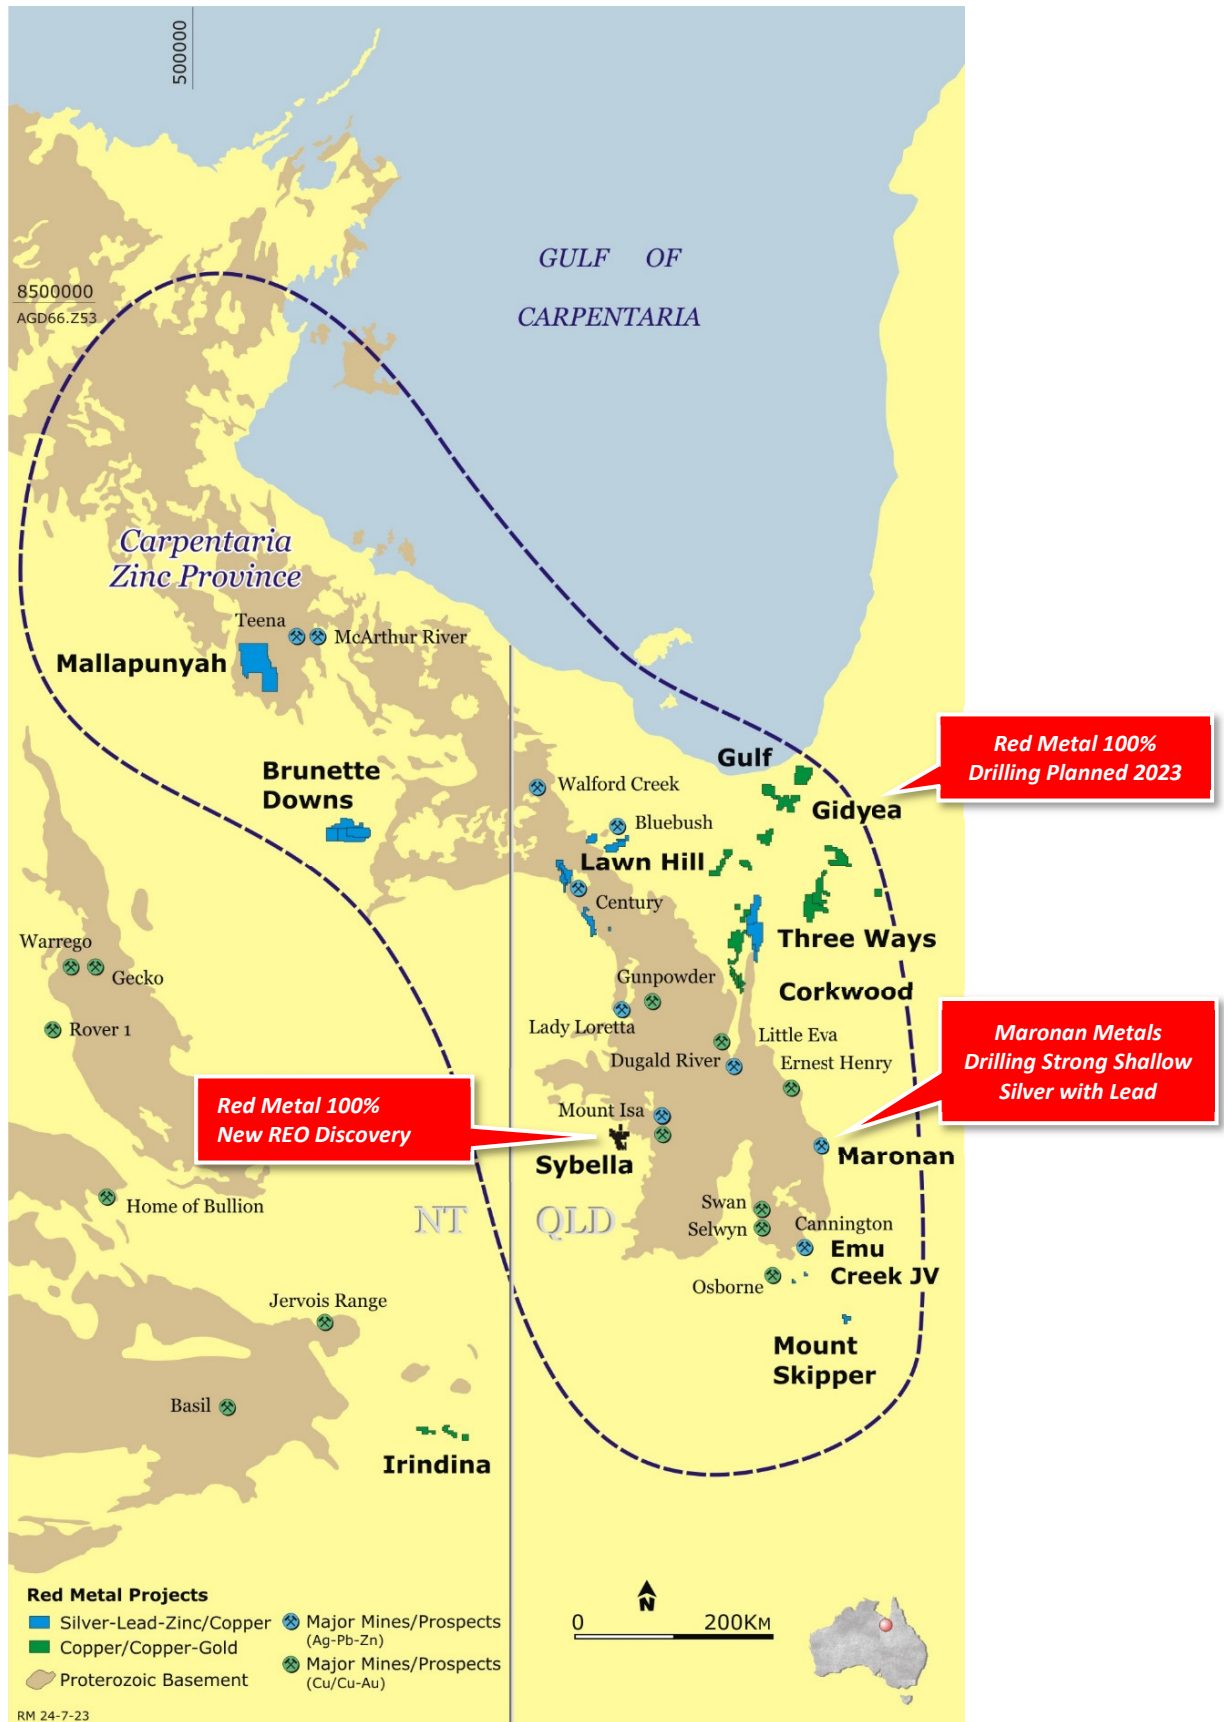 500000
GULF OF
CARPENTARIA
8500000
AGD66.Z53
Carpentaria
Zinc Province
Teena
McArthur River
Mallapunyah
Brunette
Downs
Gulf
Red Metal 100%
Drilling Planned 2023
Walford Creek
Gidyea
Bluebush
Lawn Hill
Century
Three Ways
Warrego
Gecko
Gunpowder
Corkwood
Rover 1
Lady Loretta
Little Eva
Dugald River
Ernest Henry
Maronan Metals
Drilling Strong Shallow
Silver with Lead
Red Metal 100%
New REO Discovery
Mount Isa
Sybella
Maronan
Home of Bullion
NT
QLD
Swan
Selwyn
Cannington
Emu
Creek JV
Osborne
Jervois Range
Mount
Skipper
Basil
Irindina
Red Metal Projects
Silver-Lead-Zinc/Copper
Copper/Copper-Gold
Proterozoic Basement
Major Mines/Prospects
(Ag-Pb-Zn)
Major Mines/Prospects
(Cu/Cu-Au)
N
0 200KM
RM 24-7-23